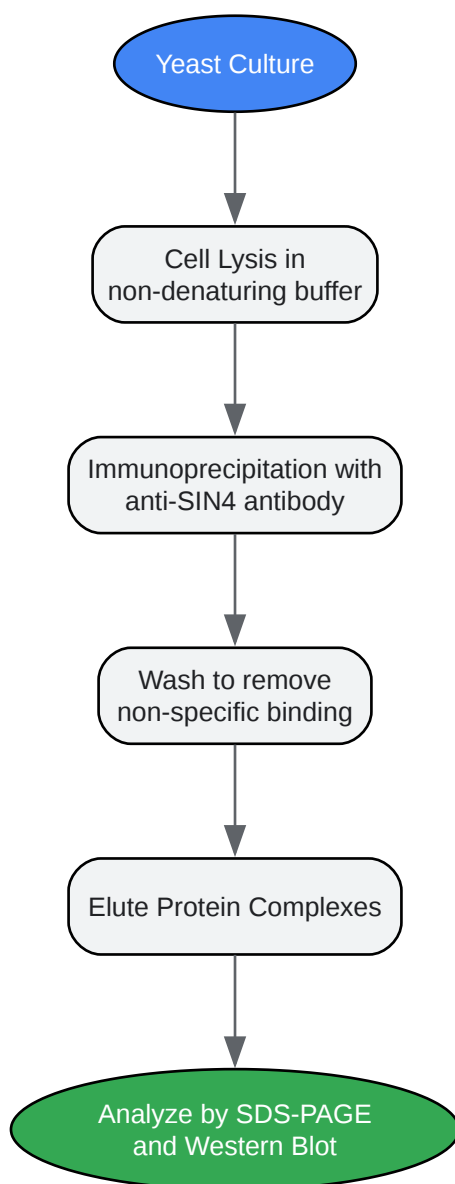 Yeast Culture
Cell Lysis in
non-denaturing buffer
Immunoprecipitation with
anti-SIN4 antibody
Wash to remove
non-specific binding
Elute Protein Complexes
Analyze by SDS-PAGE
and Western Blot